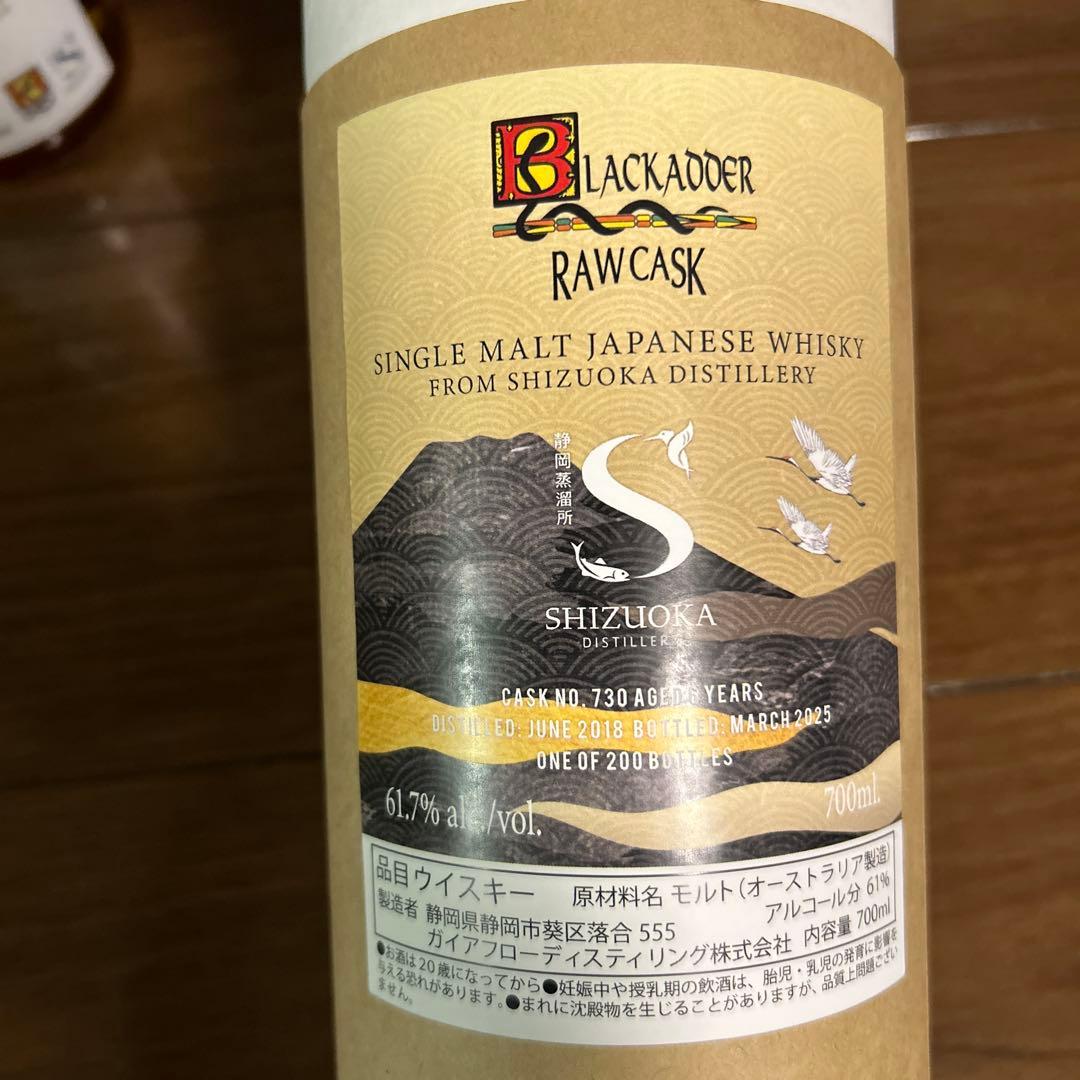 BLACKADDER
RAW CASK
SINGLE MALT JAPANESE WHISKY
FROM SHIZUOKA DISTILLERY
静岡蒸溜所
S
SHIZUOKA
DISTILLERY
CASK NO. 730 AGED 6 YEARS
DISTILLED: JUNE 2018 BOTTLED: MARCH 2025
ONE OF 200 BOTTLES
61.7% alc/vol. 700ml.
品目 ウイスキー 原材料名 モルト(オーストラリア製造)
製造者 静岡県静岡市葵区落合 555 アルコール分 61%
ガイアフローディスティリング株式会社 内容量 700ml
●お酒は20歳になってから●妊娠中や授乳期の飲酒は、胎児・乳児の発育に影響を
与える恐れがあります。●まれに沈殿物を生じることがありますが、品質上問題ござい
ません。